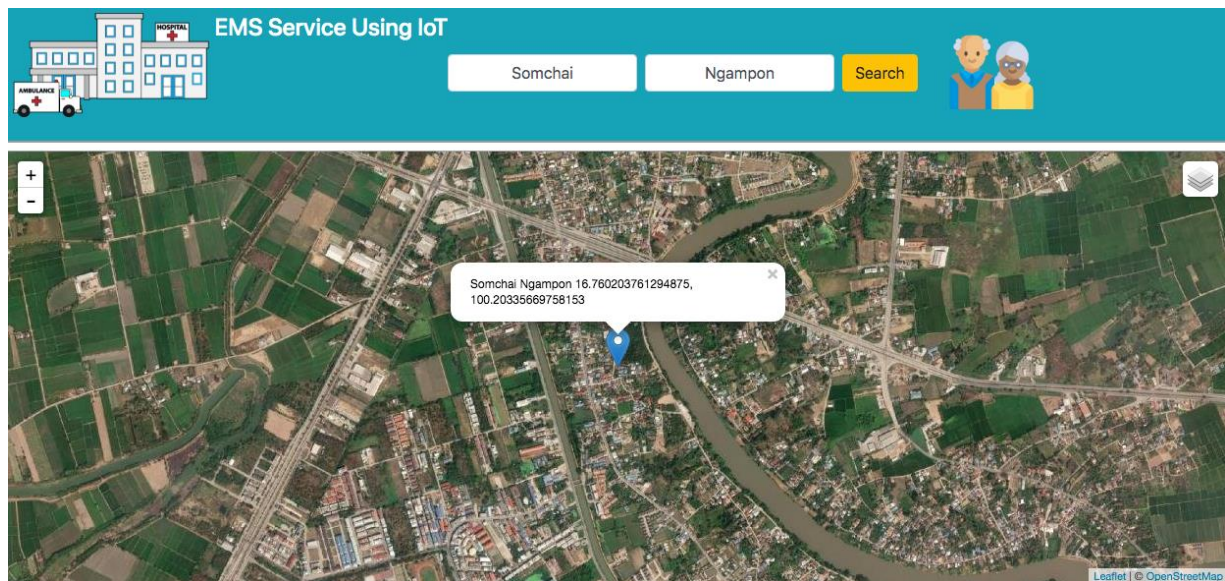 HOSPITAL
AMBULANCE
EMS Service Using IoT
Somchai
Ngampon
Search
+
-
Somchai Ngampon 16.760203761294875,
100.20335669758153
×
Leaflet | © OpenStreetMap